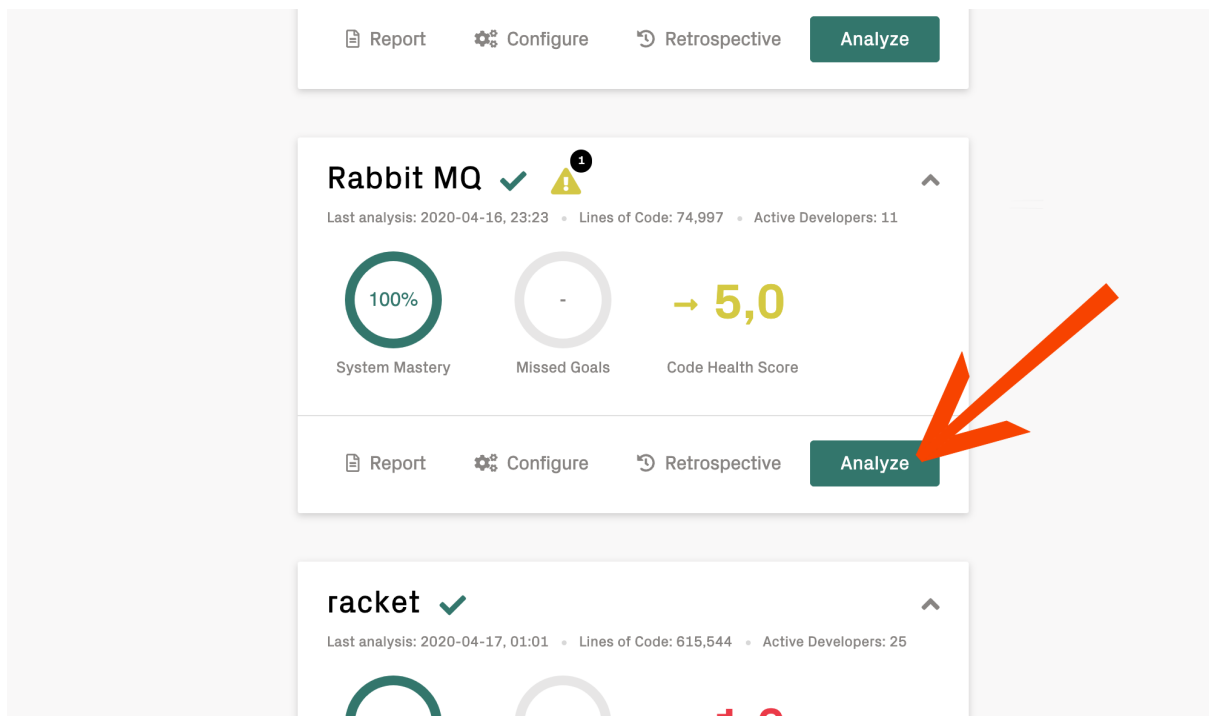 Report Configure Retrospective Analyze
Rabbit MQ 1
Last analysis: 2020-04-16, 23:23 • Lines of Code: 74,997 • Active Developers: 11
100% - → 5,0
System Mastery Missed Goals Code Health Score
Report Configure Retrospective Analyze
racket
Last analysis: 2020-04-17, 01:01 • Lines of Code: 615,544 • Active Developers: 25